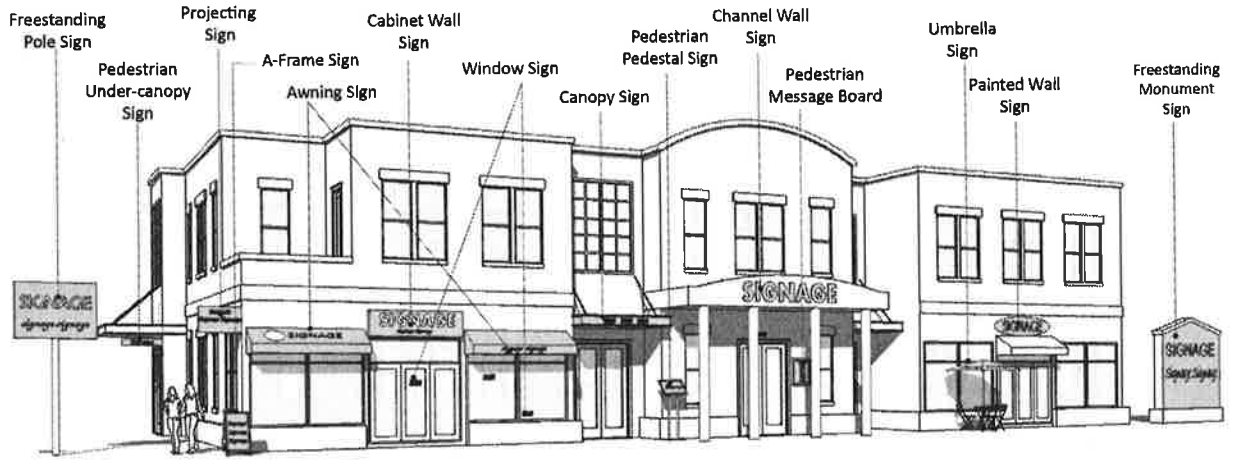 Freestanding
Pole Sign
Projecting
Sign
Pedestrian
Under-canopy
Sign
A-Frame Sign
Awning Sign
Cabinet Wall
Sign
Window Sign
Canopy Sign
Pedestrian
Pedestal Sign
Channel Wall
Sign
Pedestrian
Message Board
Umbrella
Sign
Painted Wall
Sign
Freestanding
Monument
Sign
SIGNAGE
SIGNAGE
SIGNAGE
SIGNAGE
SIGNAGE
SIGNAGE
Signage Signage